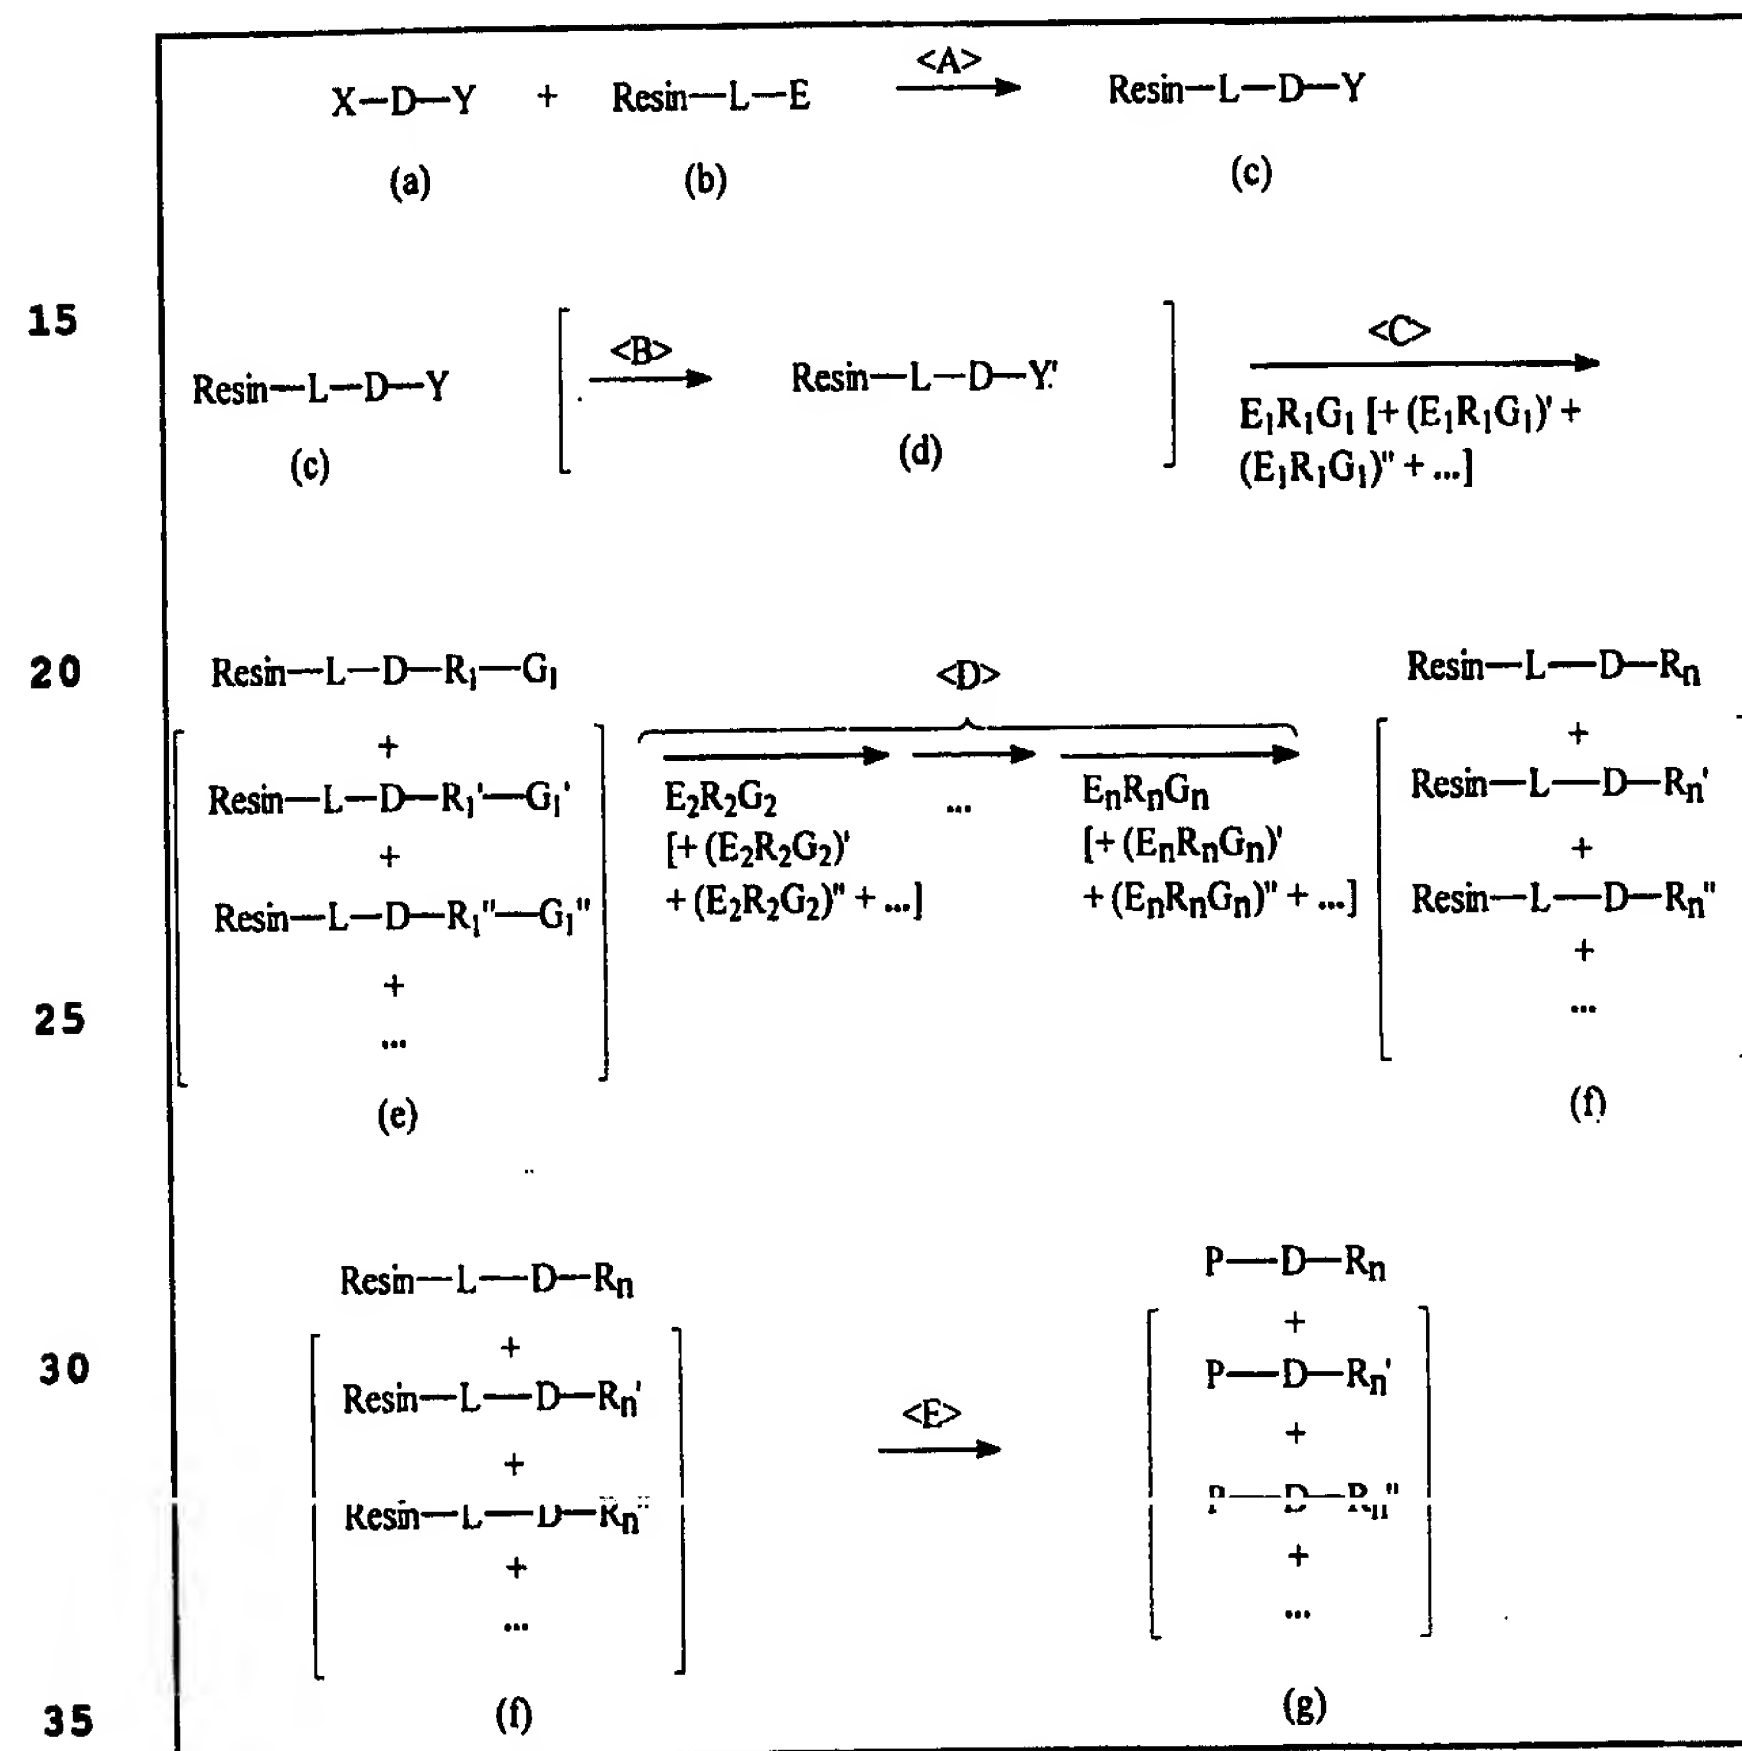 X—D—Y + Resin—L—E <A> Resin—L—D—Y
(a) (b) (c)
15
Resin—L—D—Y [ <B> Resin—L—D—Y' ] <C>
(c) (d) E₁R₁G₁ [+ (E₁R₁G₁)' +
(E₁R₁G₁)'' + ...]
20
Resin—L—D—R₁—G₁ <D> Resin—L—D—Rₙ
+ +
Resin—L—D—R₁'—G₁' E₂R₂G₂ ... EₙRₙGₙ Resin—L—D—Rₙ'
+ [+ (E₂R₂G₂)' [+ (EₙRₙGₙ)' +
Resin—L—D—R₁''—G₁'' + (E₂R₂G₂)'' + ...] + (EₙRₙGₙ)'' + ...] Resin—L—D—Rₙ''
+ +
25
... ...
(e) (f)
Resin—L—D—Rₙ P—D—Rₙ
+ +
30
Resin—L—D—Rₙ' <E> P—D—Rₙ'
+ +
Resin—L—D—Rₙ'' P—D—Rₙ''
+ +
... ...
35
(f) (g)